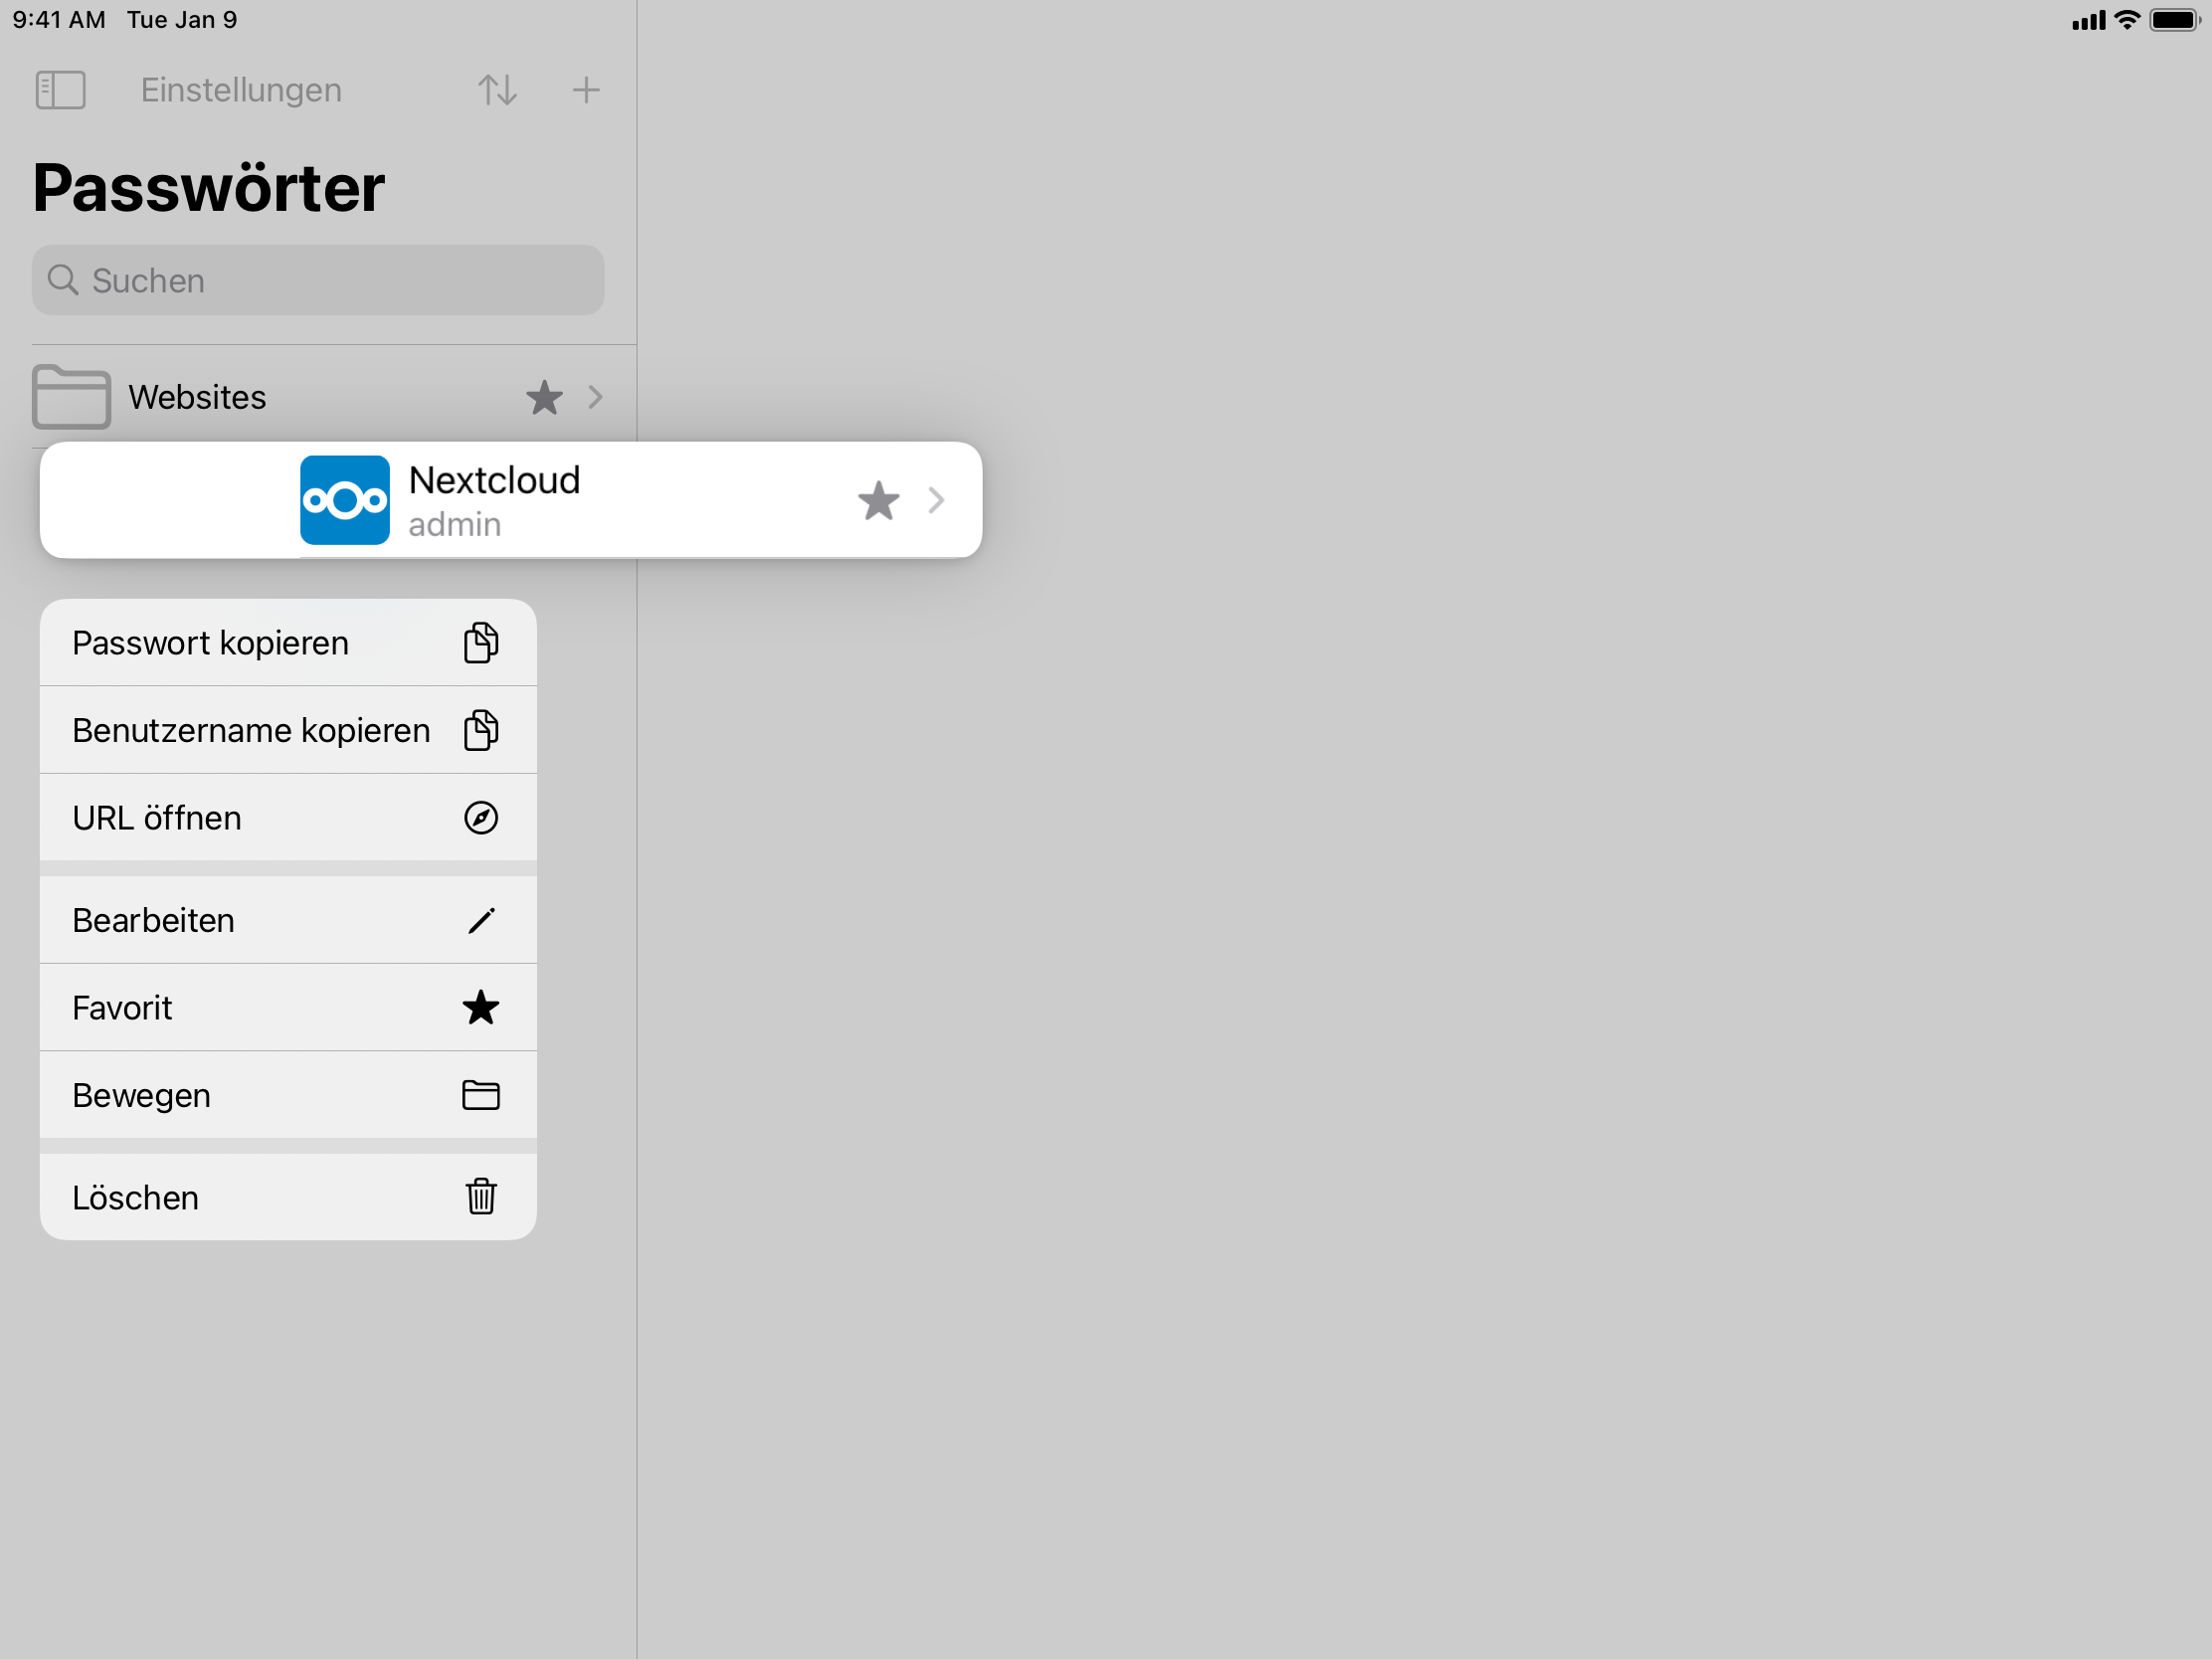 9:41 AM Tue Jan 9
Einstellungen
Passwörter
Suchen
Websites
Nextcloud
admin
Passwort kopieren
Benutzername kopieren
URL öffnen
Bearbeiten
Favorit
Bewegen
Löschen